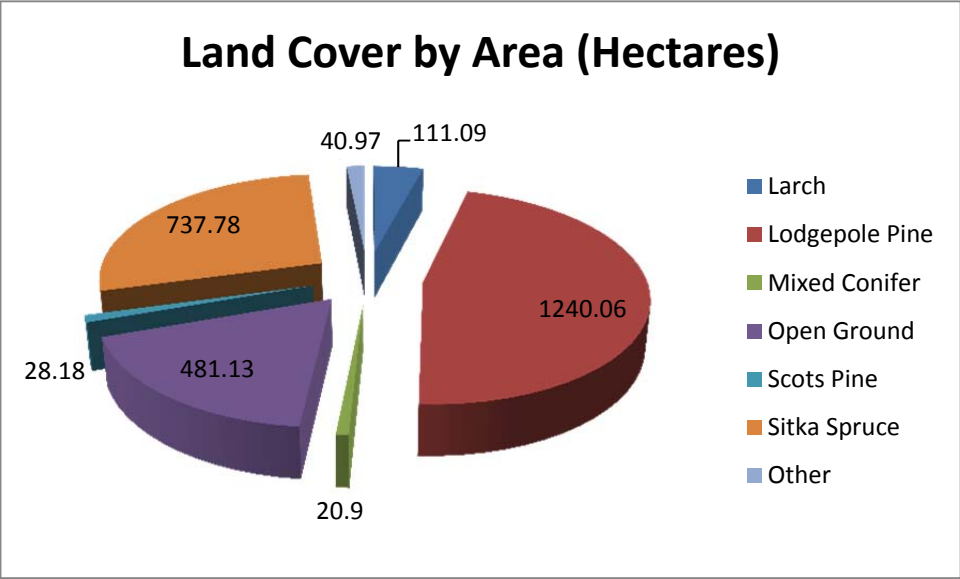 Land Cover by Area (Hectares)
40.97
111.09
737.78
1240.06
28.18
481.13
20.9
Larch
Lodgepole Pine
Mixed Conifer
Open Ground
Scots Pine
Sitka Spruce
Other